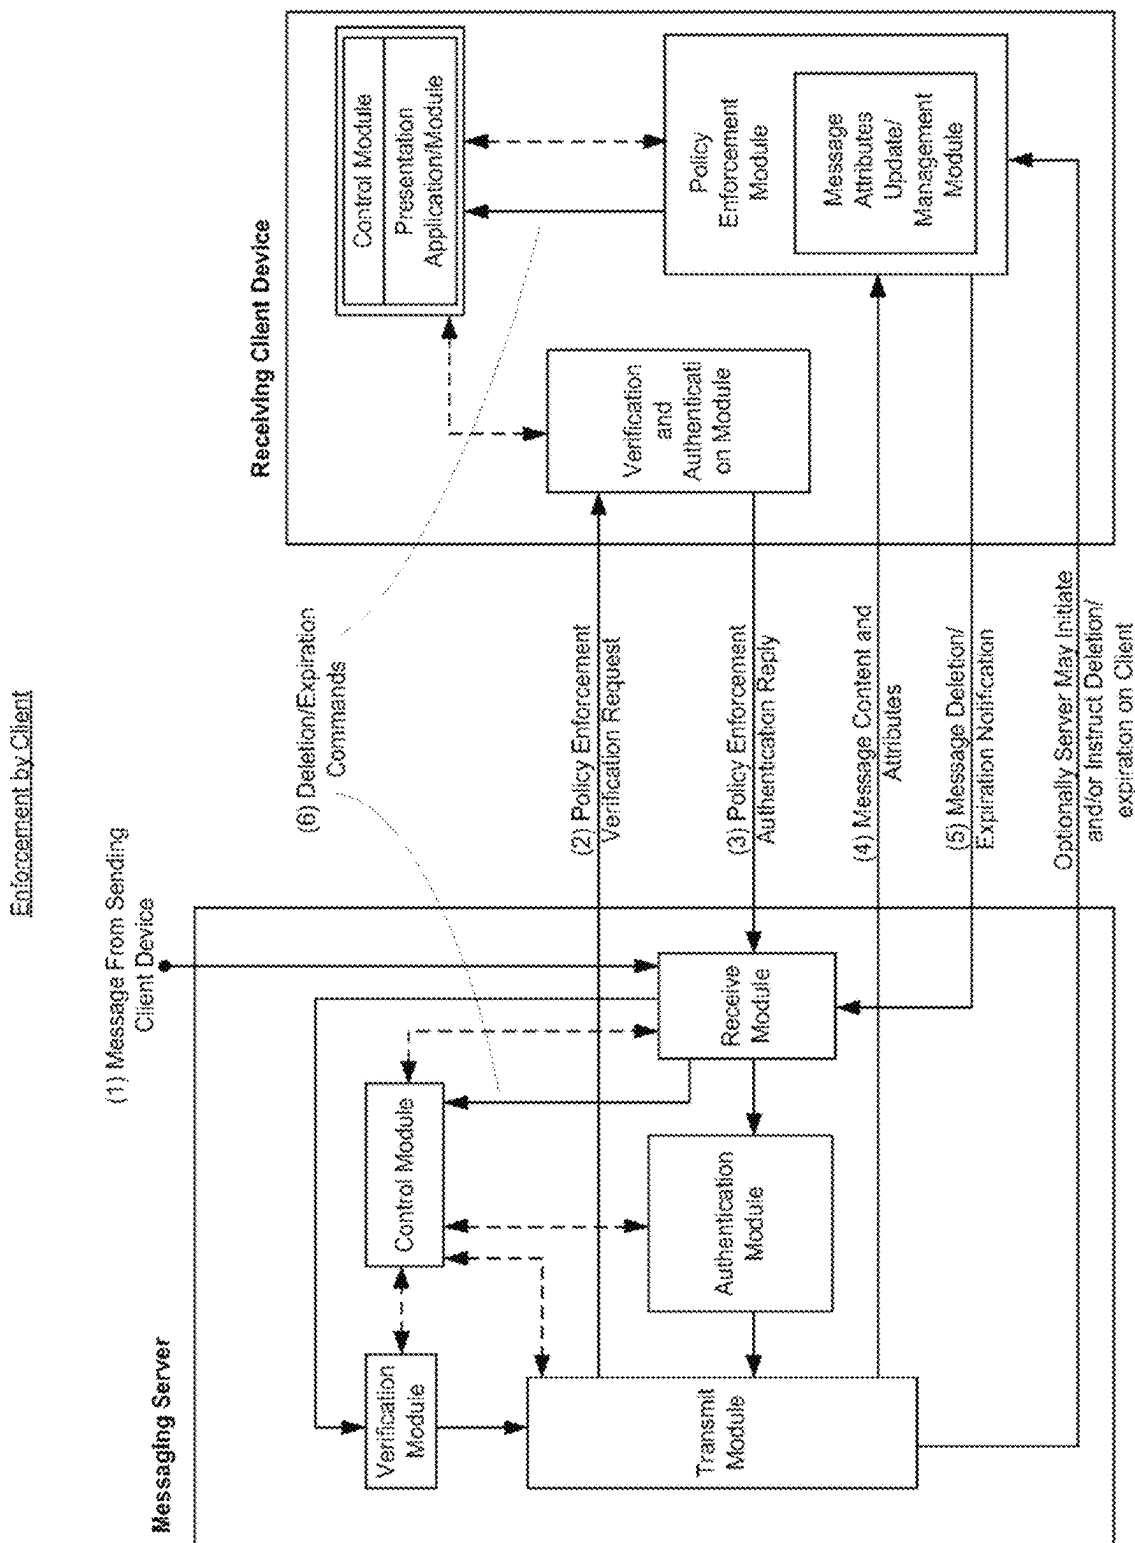 Enforcement by Client
(1) Message From Sending
Client Device
Messaging Server
Verification
Module
Control Module
Transmit
Module
Authentication
Module
Receive
Module
(6) Deletion/Expiration
Commands
(2) Policy Enforcement
Verification Request
(3) Policy Enforcement
Authentication Reply
(4) Message Content and
Attributes
(5) Message Deletion/
Expiration Notification
Optionally Server May Initiate
and/or Instruct Deletion/
expiration on Client
Receiving Client Device
Control Module
Presentation
Application/Module
Verification
and
Authenticati
on Module
Policy
Enforcement
Module
Message
Attributes
Update/
Management
Module